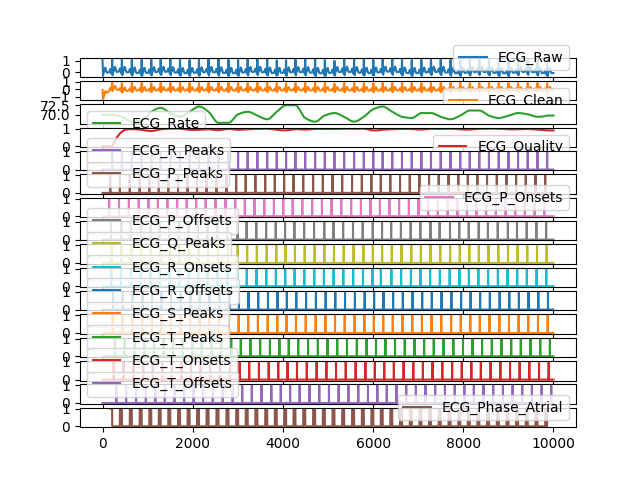 1
0
ECG_Raw
0
−1
ECG_Clean
72.5
70.0
ECG_Rate
1
0
ECG_Quality
1
0
ECG_R_Peaks
1
0
ECG_P_Peaks
1
0
ECG_P_Onsets
1
0
ECG_P_Offsets
1
0
ECG_Q_Peaks
1
0
ECG_R_Onsets
1
0
ECG_R_Offsets
1
0
ECG_S_Peaks
1
0
ECG_T_Peaks
1
0
ECG_T_Onsets
1
0
ECG_T_Offsets
1
0
ECG_Phase_Atrial
0 2000 4000 6000 8000 10000